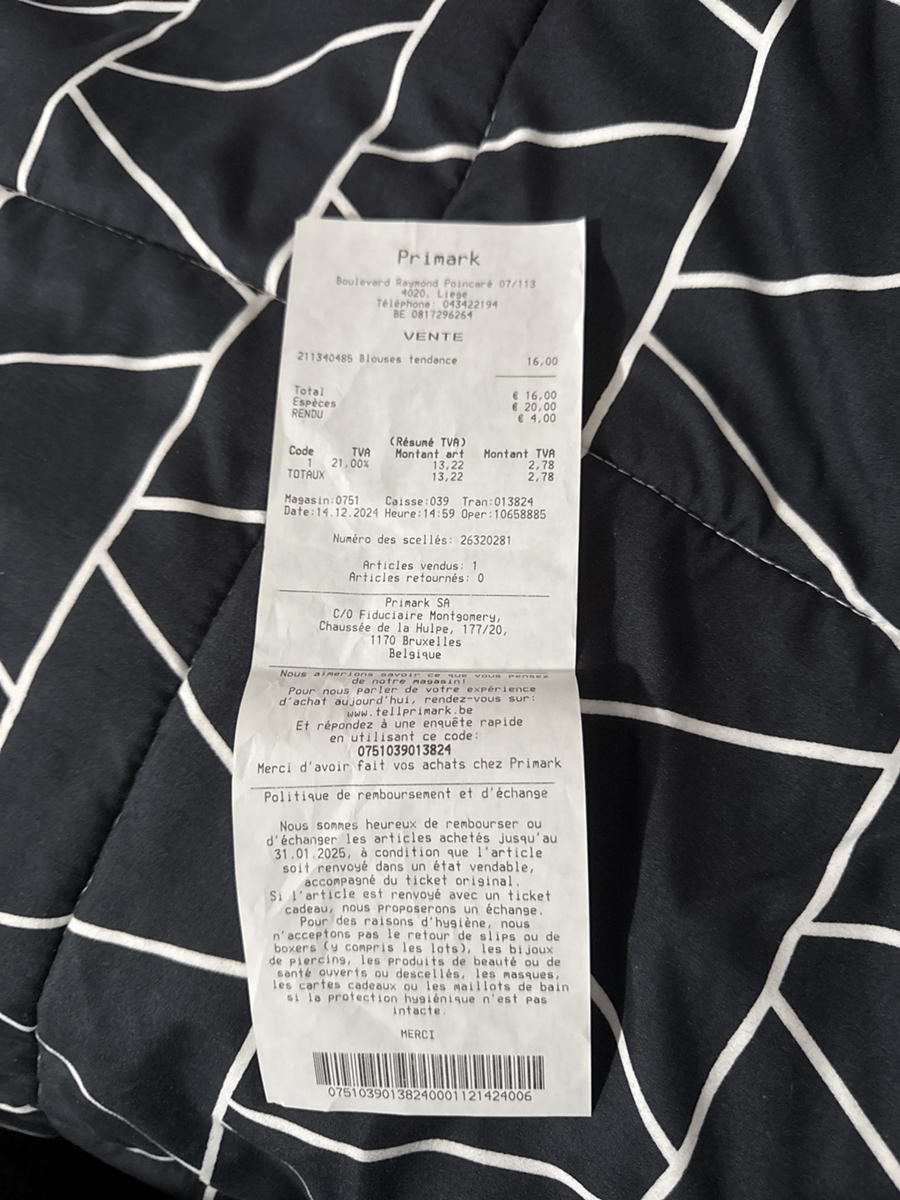 Primark
Boulevard Raymond Poincaré 07/113
4020, Liege
Téléphone: 043422194
BE 0817296264
VENTE
211340485 Blouses tendance 16,00
Total € 16,00
Espèces € 20,00
RENDU € 4,00
(Résumé TVA)
Code TVA Montant art Montant TVA
1 21,00% 13,22 2,78
TOTAUX 13,22 2,78
Magasin:0751 Caisse:039 Tran:013824
Date:14.12.2024 Heure:14:59 Oper:10658885
Numéro des scellés: 26320281
Articles vendus: 1
Articles retournés: 0
Primark SA
C/O Fiduciaire Montgomery,
Chaussée de la Hulpe, 177/20,
1170 Bruxelles
Belgique
Nous aimerions savoir ce que vous pensez
de notre magasin!
Pour nous parler de votre expérience
d'achat aujourd'hui, rendez-vous sur:
www.tellprimark.be
Et répondez à une enquête rapide
en utilisant ce code:
0751039013824
Merci d'avoir fait vos achats chez Primark
Politique de remboursement et d'échange
Nous sommes heureux de rembourser ou
d'échanger les articles achetés jusqu'au
31.01.2025, à condition que l'article
soit renvoyé dans un état vendable,
accompagné du ticket original.
Si l'article est renvoyé avec un ticket
cadeau, nous proposerons un échange.
Pour des raisons d'hygiène, nous
n'acceptons pas le retour de slips ou de
boxers (y compris les lots), les bijoux
de piercing, les produits de beauté ou de
santé ouverts ou descellés, les masques,
les cartes cadeaux ou les maillots de bain
si la protection hygiénique n'est pas
intacte.
MERCI
07510390138240001121424006